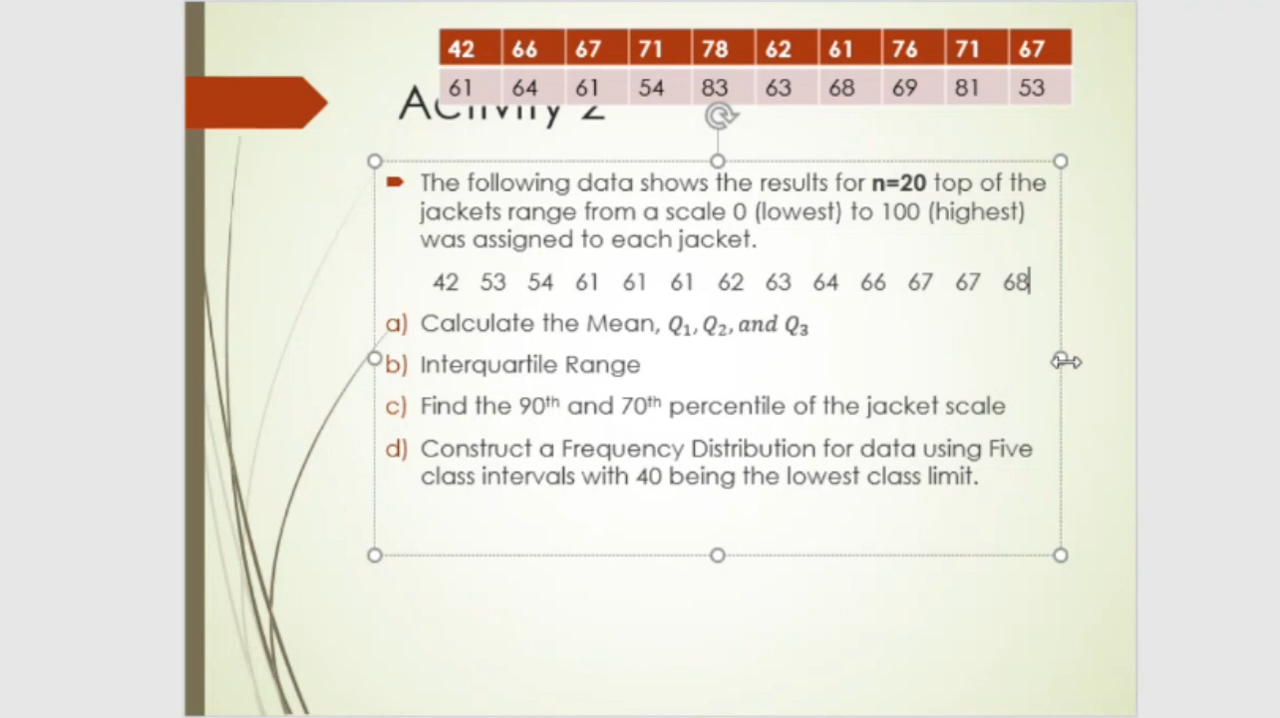 42 66 67 71 78 62 61 76 71 67
61 64 61 54 83 63 68 69 81 53
Activity 2
The following data shows the results for n=20 top of the
jackets range from a scale 0 (lowest) to 100 (highest)
was assigned to each jacket.
42 53 54 61 61 61 62 63 64 66 67 67 68
a) Calculate the Mean, Q₁, Q₂, and Q₃
b) Interquartile Range
c) Find the 90th and 70th percentile of the jacket scale
d) Construct a Frequency Distribution for data using Five
class intervals with 40 being the lowest class limit.